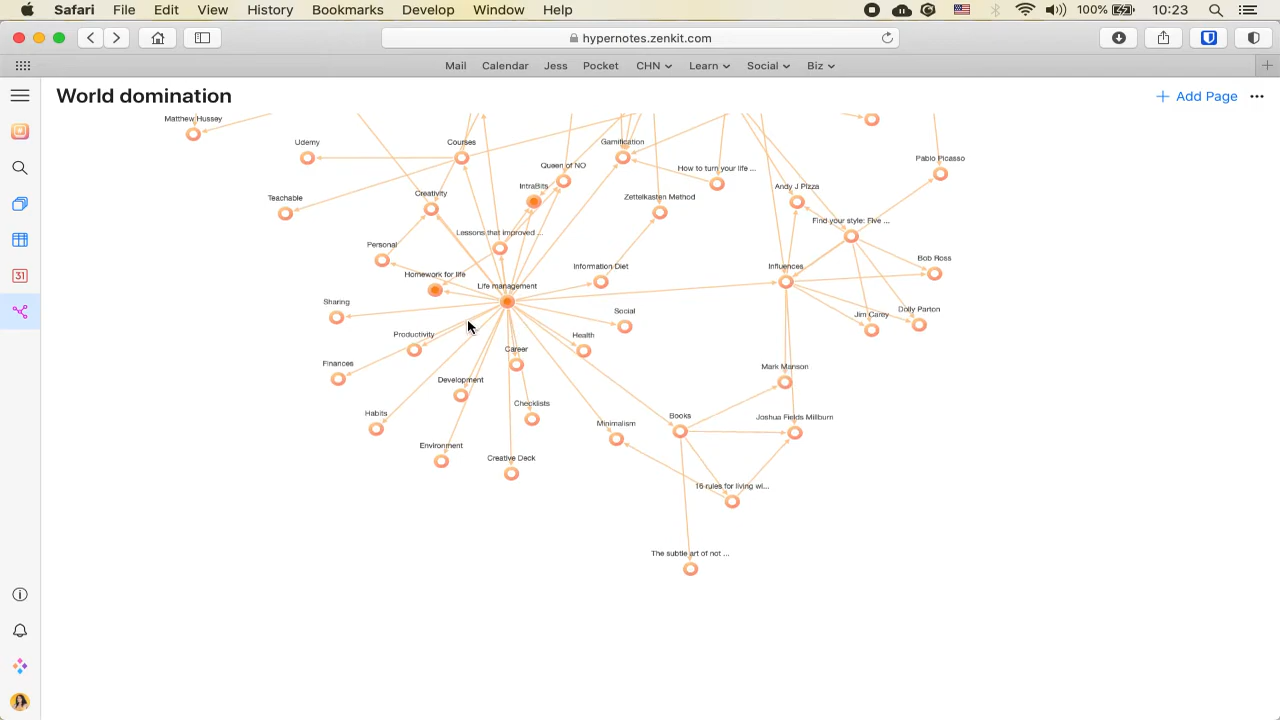 Safari File Edit View History Bookmarks Develop Window Help 100% 10:23
hypernotes.zenkit.com
Mail Calendar Jess Pocket CHN Learn Social Biz
World domination
Add Page
Matthew Hussey
Udemy
Courses
Gamification
Queen of NO
How to turn your life ...
Pablo Picasso
Teachable
Creativity
IntraBits
Zettelkasten Method
Andy J Pizza
Find your style: Five ...
Lessons that improved ...
Personal
Homework for life
Information Diet
Influences
Bob Ross
Life management
Sharing
Social
Jim Carey
Dolly Parton
Productivity
Health
Career
Finances
Mark Manson
Development
Habits
Checklists
Minimalism
Books
Joshua Fields Millburn
Environment
Creative Deck
16 rules for living wi...
The subtle art of not ...
31